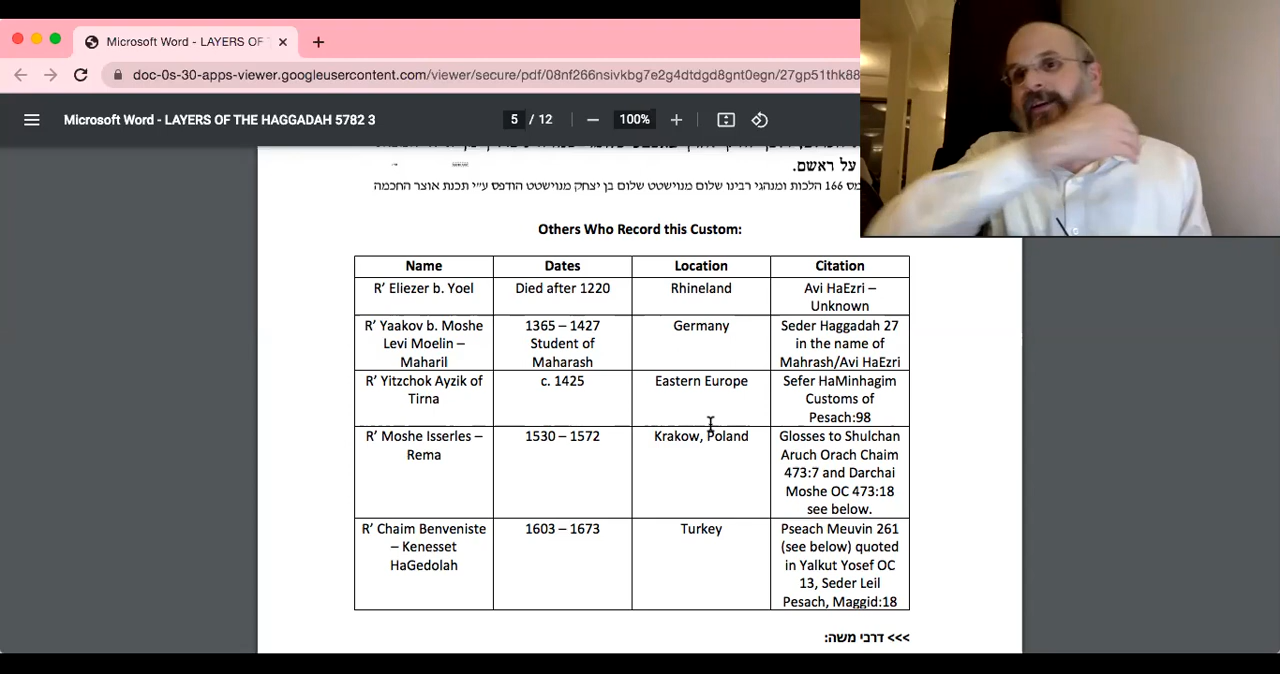 Microsoft Word - LAYERS OF T
doc-0s-30-apps-viewer.googleusercontent.com/viewer/secure/pdf/08nf266nsivkbg7e2g4dtdgd8gnt0egn/27gp51thk88
Microsoft Word - LAYERS OF THE HAGGADAH 5782 3
5 / 12
100%
על ראשם.
מס 166 הלכות ומנהגי רבינו שלום מנוישטט שלום בן יצחק מנוישטט הודפס ע״י תכנת אוצר החכמה
Others Who Record this Custom:
Name Dates Location Citation
R’ Eliezer b. Yoel Died after 1220 Rhineland Avi HaEzri –
Unknown
R’ Yaakov b. Moshe 1365 – 1427 Germany Seder Haggadah 27
Levi Moelin – Student of in the name of
Maharil Maharash Mahrash/Avi HaEzri
R’ Yitzchok Ayzik of c. 1425 Eastern Europe Sefer HaMinhagim
Tirna Customs of
Pesach:98
R’ Moshe Isserles – 1530 – 1572 Krakow, Poland Glosses to Shulchan
Rema Aruch Orach Chaim
473:7 and Darchai
Moshe OC 473:18
see below.
R’ Chaim Benveniste 1603 – 1673 Turkey Pseach Meuvin 261
– Kenesset (see below) quoted
HaGedolah in Yalkut Yosef OC
13, Seder Leil
Pesach, Maggid:18
>>> דרכי משה: